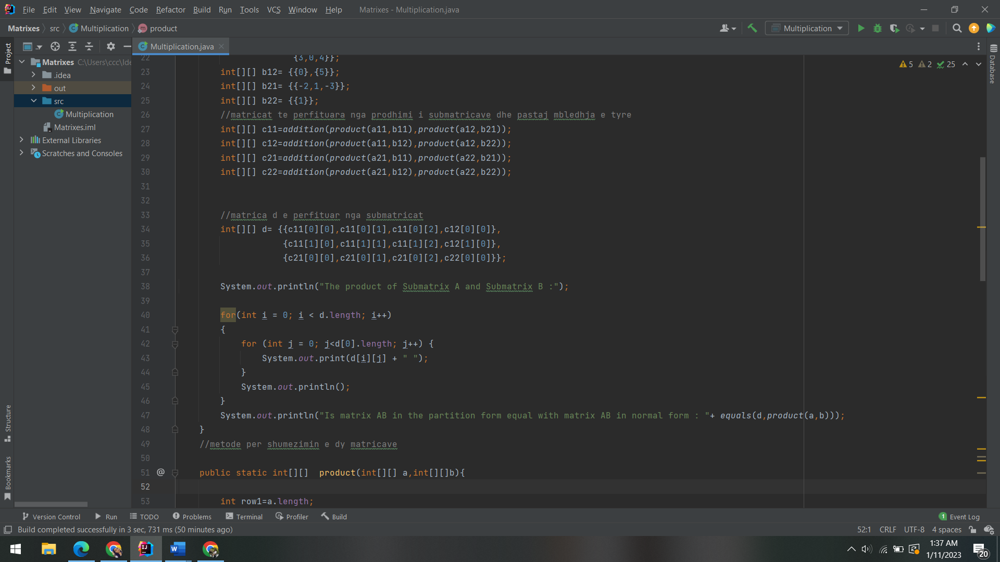 File Edit View Navigate Code Refactor Build Run Tools VCS Window Help Matrixes - Multiplication.java
Matrixes src Multiplication product Multiplication
Project Multiplication.java
Matrixes C:\Users\ccc\Ide
.idea
out
src
Multiplication
Matrixes.iml
External Libraries
Scratches and Consoles
5 2 25
Database
22 {3,0,4}};
23 int[][] b12= {{0},{5}};
24 int[][] b21= {{-2,1,-3}};
25 int[][] b22= {{1}};
26 //matricat te perfituara nga prodhimi i submatricave dhe pastaj mbledhja e tyre
27 int[][] c11=addition(product(a11,b11),product(a12,b21));
28 int[][] c12=addition(product(a11,b12),product(a12,b22));
29 int[][] c21=addition(product(a21,b11),product(a22,b21));
30 int[][] c22=addition(product(a21,b12),product(a22,b22));
31
32
33 //matrica d e perfituar nga submatricat
34 int[][] d= {{c11[0][0],c11[0][1],c11[0][2],c12[0][0]},
35 {c11[1][0],c11[1][1],c11[1][2],c12[1][0]},
36 {c21[0][0],c21[0][1],c21[0][2],c22[0][0]}};
37
38 System.out.println("The product of Submatrix A and Submatrix B :");
39
40 for(int i = 0; i < d.length; i++)
41 {
42 for (int j = 0; j<d[0].length; j++) {
43 System.out.print(d[i][j] + " ");
44 }
45 System.out.println();
46 }
47 System.out.println("Is matrix AB in the partition form equal with matrix AB in normal form : "+ equals(d,product(a,b)));
48 }
49 //metode per shumezimin e dy matricave
50
51 @ public static int[][]  product(int[][] a,int[][]b){
52
53 int row1=a.length;
Structure
Bookmarks
Version Control Run TODO Problems Terminal Profiler Build 1 Event Log
Build completed successfully in 3 sec, 731 ms (50 minutes ago) 52:1 CRLF UTF-8 4 spaces
1:37 AM
1/11/2023
20